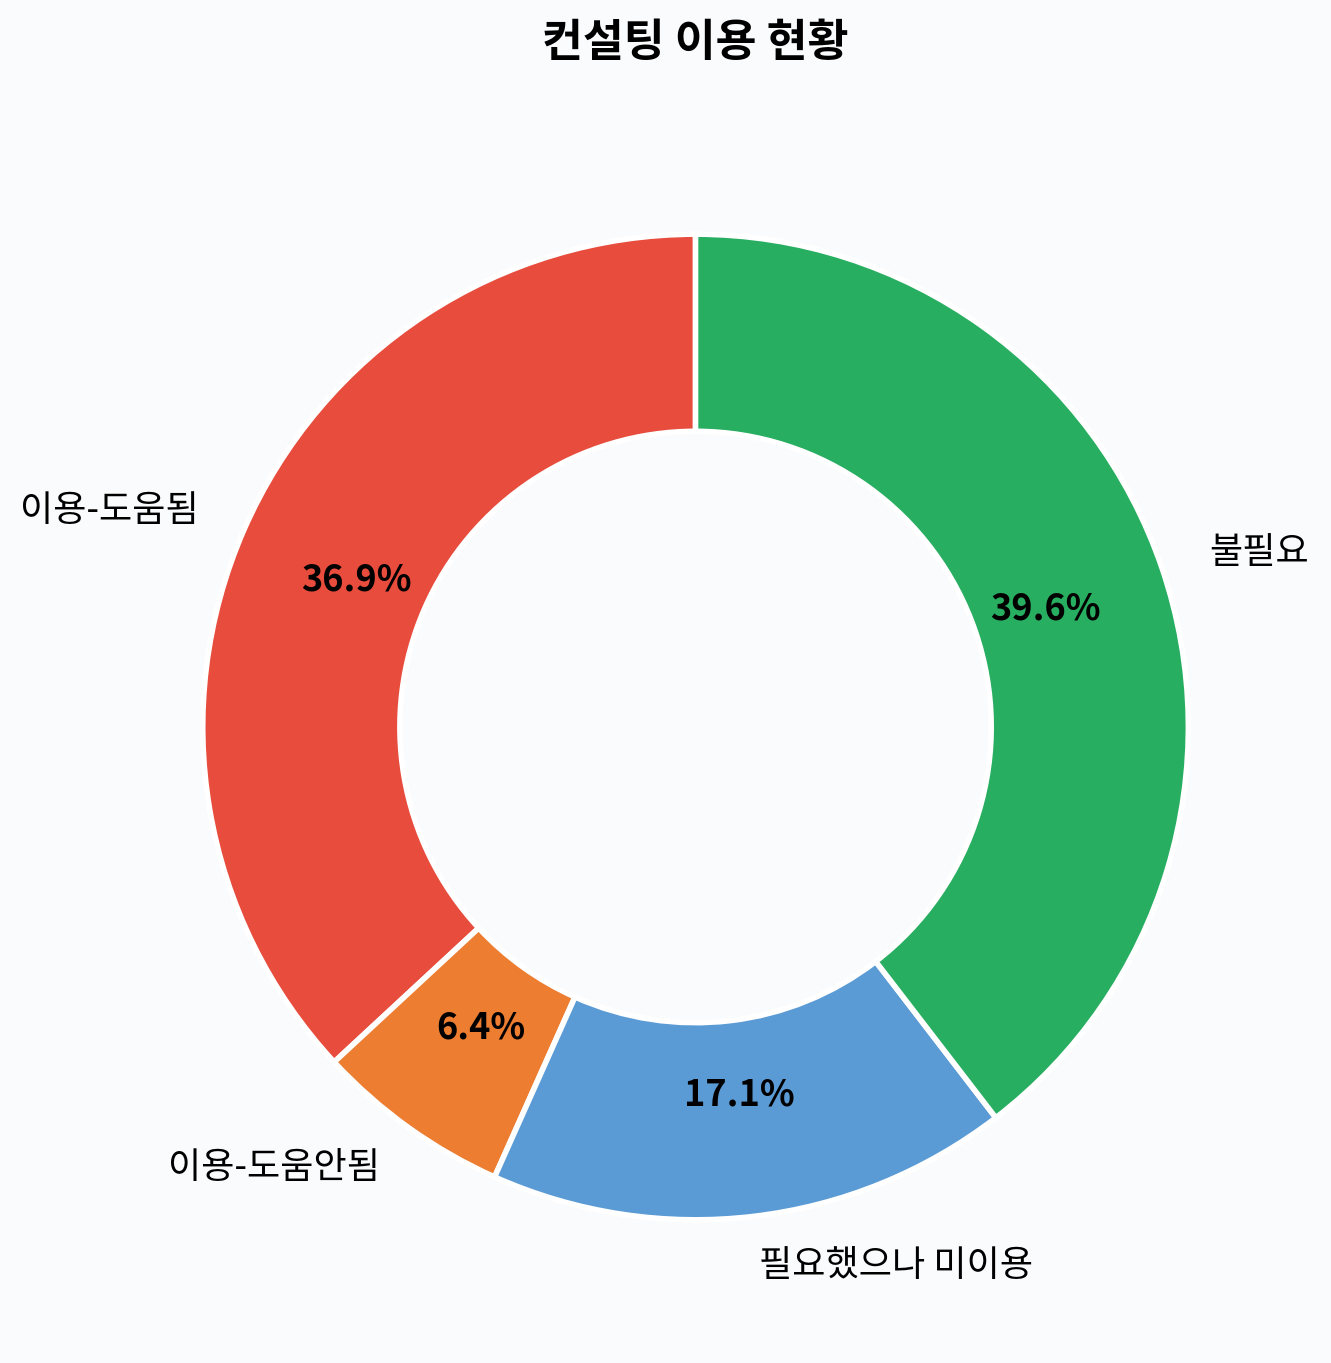 컨설팅 이용 현황
이용-도움됨
불필요
36.9%
39.6%
6.4%
17.1%
이용-도움안됨
필요했으나 미이용